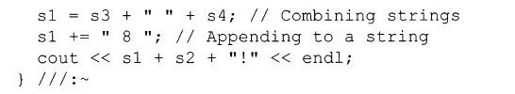 s1 = s3 + " " + s4; // Combining strings
s1 += " 8 "; // Appending to a string
cout << s1 + s2 + "!" << endl;
} ///:~